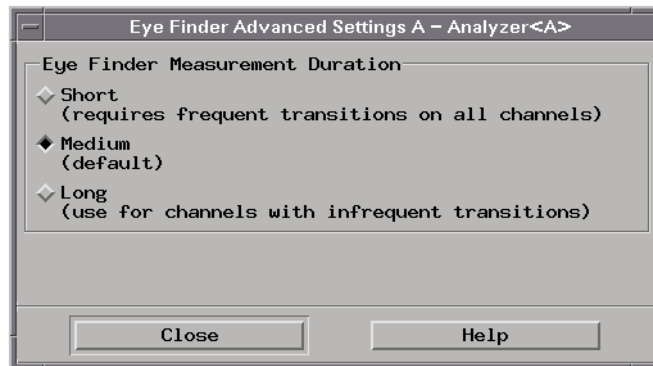 Eye Finder Advanced Settings A – Analyzer<A>
Eye Finder Measurement Duration
Short
(requires frequent transitions on all channels)
Medium
(default)
Long
(use for channels with infrequent transitions)
Close
Help